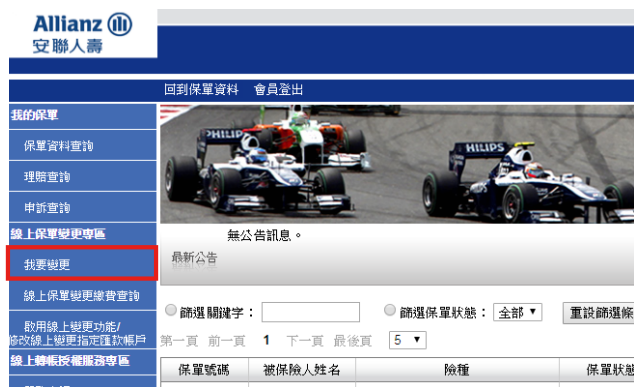 Allianz
安聯人壽
回到保單資料 會員登出
我的保單
保單資料查詢
理賠查詢
申訴查詢
線上保單變更專區
我要變更
線上保單變更繳費查詢
啟用線上變更功能/
修改線上變更指定匯款帳戶
線上轉帳授權服務專區
PHILIP
HILIPS
無公告訊息。
最新公告
篩選關鍵字：
篩選保單狀態： 全部
重設篩選條
第一頁 前一頁 1 下一頁 最後頁 5
保單號碼 被保險人姓名 險種 保單狀態